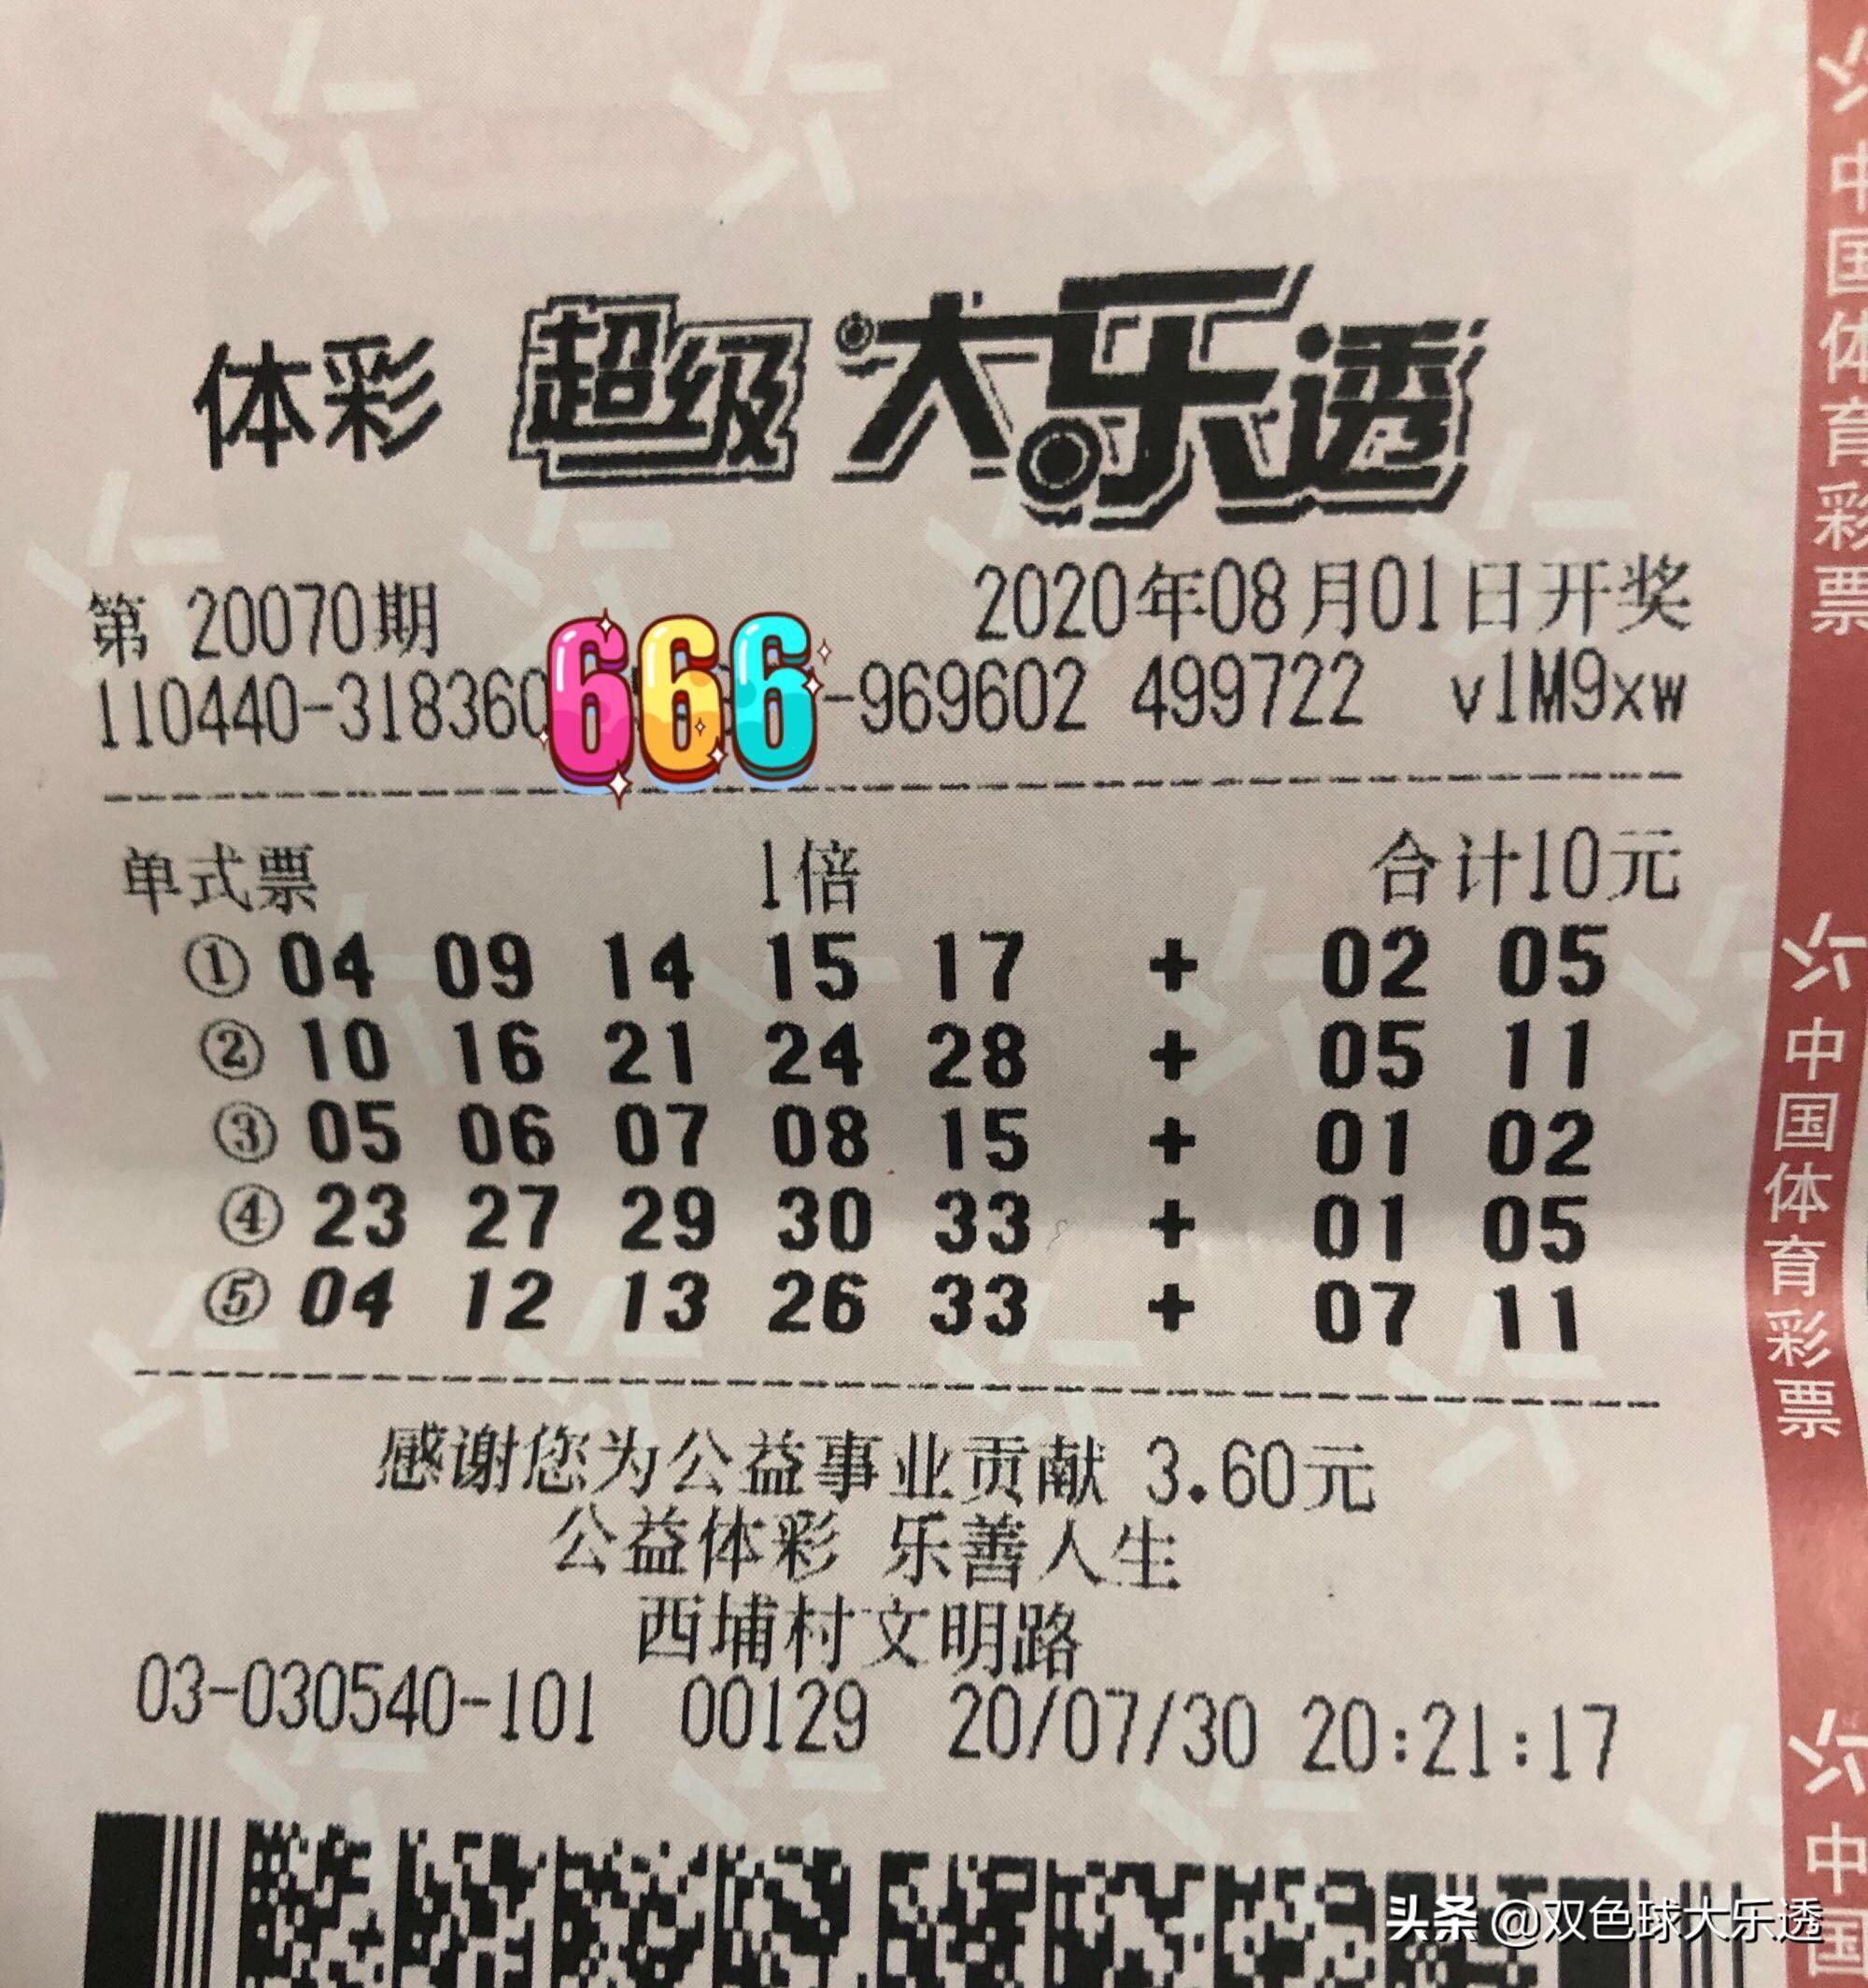 体彩 超级大乐透
第 20070期 2020年08月01日开奖
110440-318360 666 -969602 499722 vlM9xw
单式票 1倍 合计10元
① 04 09 14 15 17 + 02 05
② 10 16 21 24 28 + 05 11
③ 05 06 07 08 15 + 01 02
④ 23 27 29 30 33 + 01 05
⑤ 04 12 13 26 33 + 07 11
感谢您为公益事业贡献 3.60元
公益体彩 乐善人生
西埔村文明路
03-030540-101 00129 20/07/30 20:21:17
中国体育彩票
中国体育彩票
中国
头条 @双色球大乐透